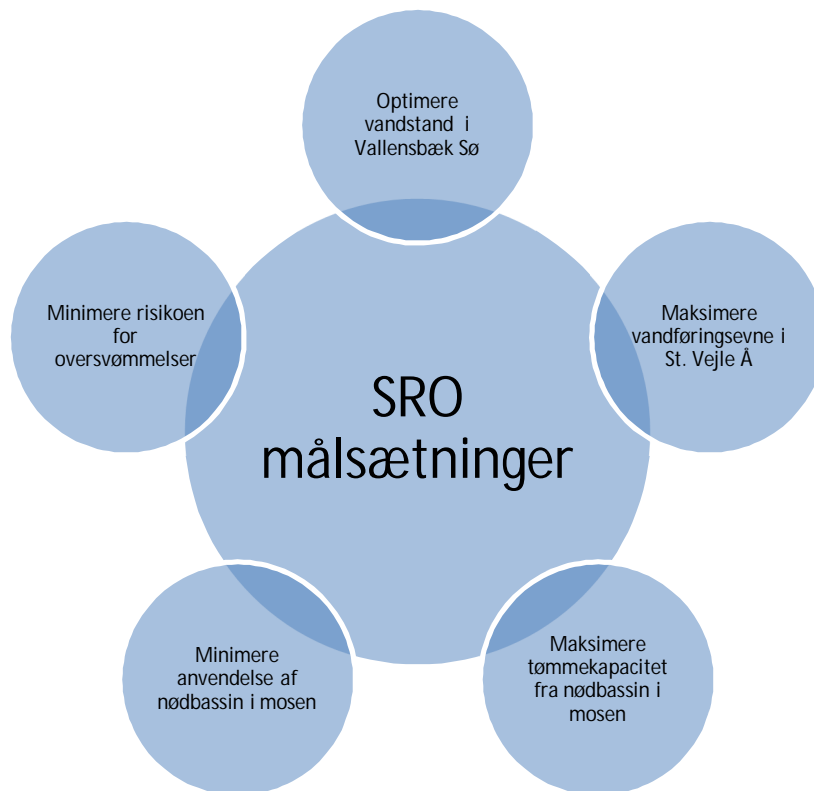 Optimere
vandstand i
Vallensbæk Sø
Minimere risikoen
for
oversvømmelser
Maksimere
vandføringsevne i
St. Vejle Å
SRO
målsætninger
Minimere
anvendelse af
nødbassin i mosen
Maksimere
tømmekapacitet
fra nødbassin i
mosen